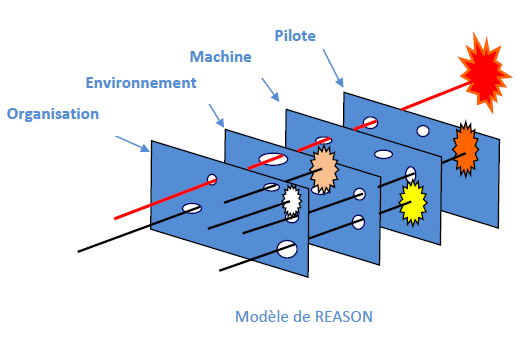 Pilote
Machine
Environnement
Organisation
Modèle de REASON